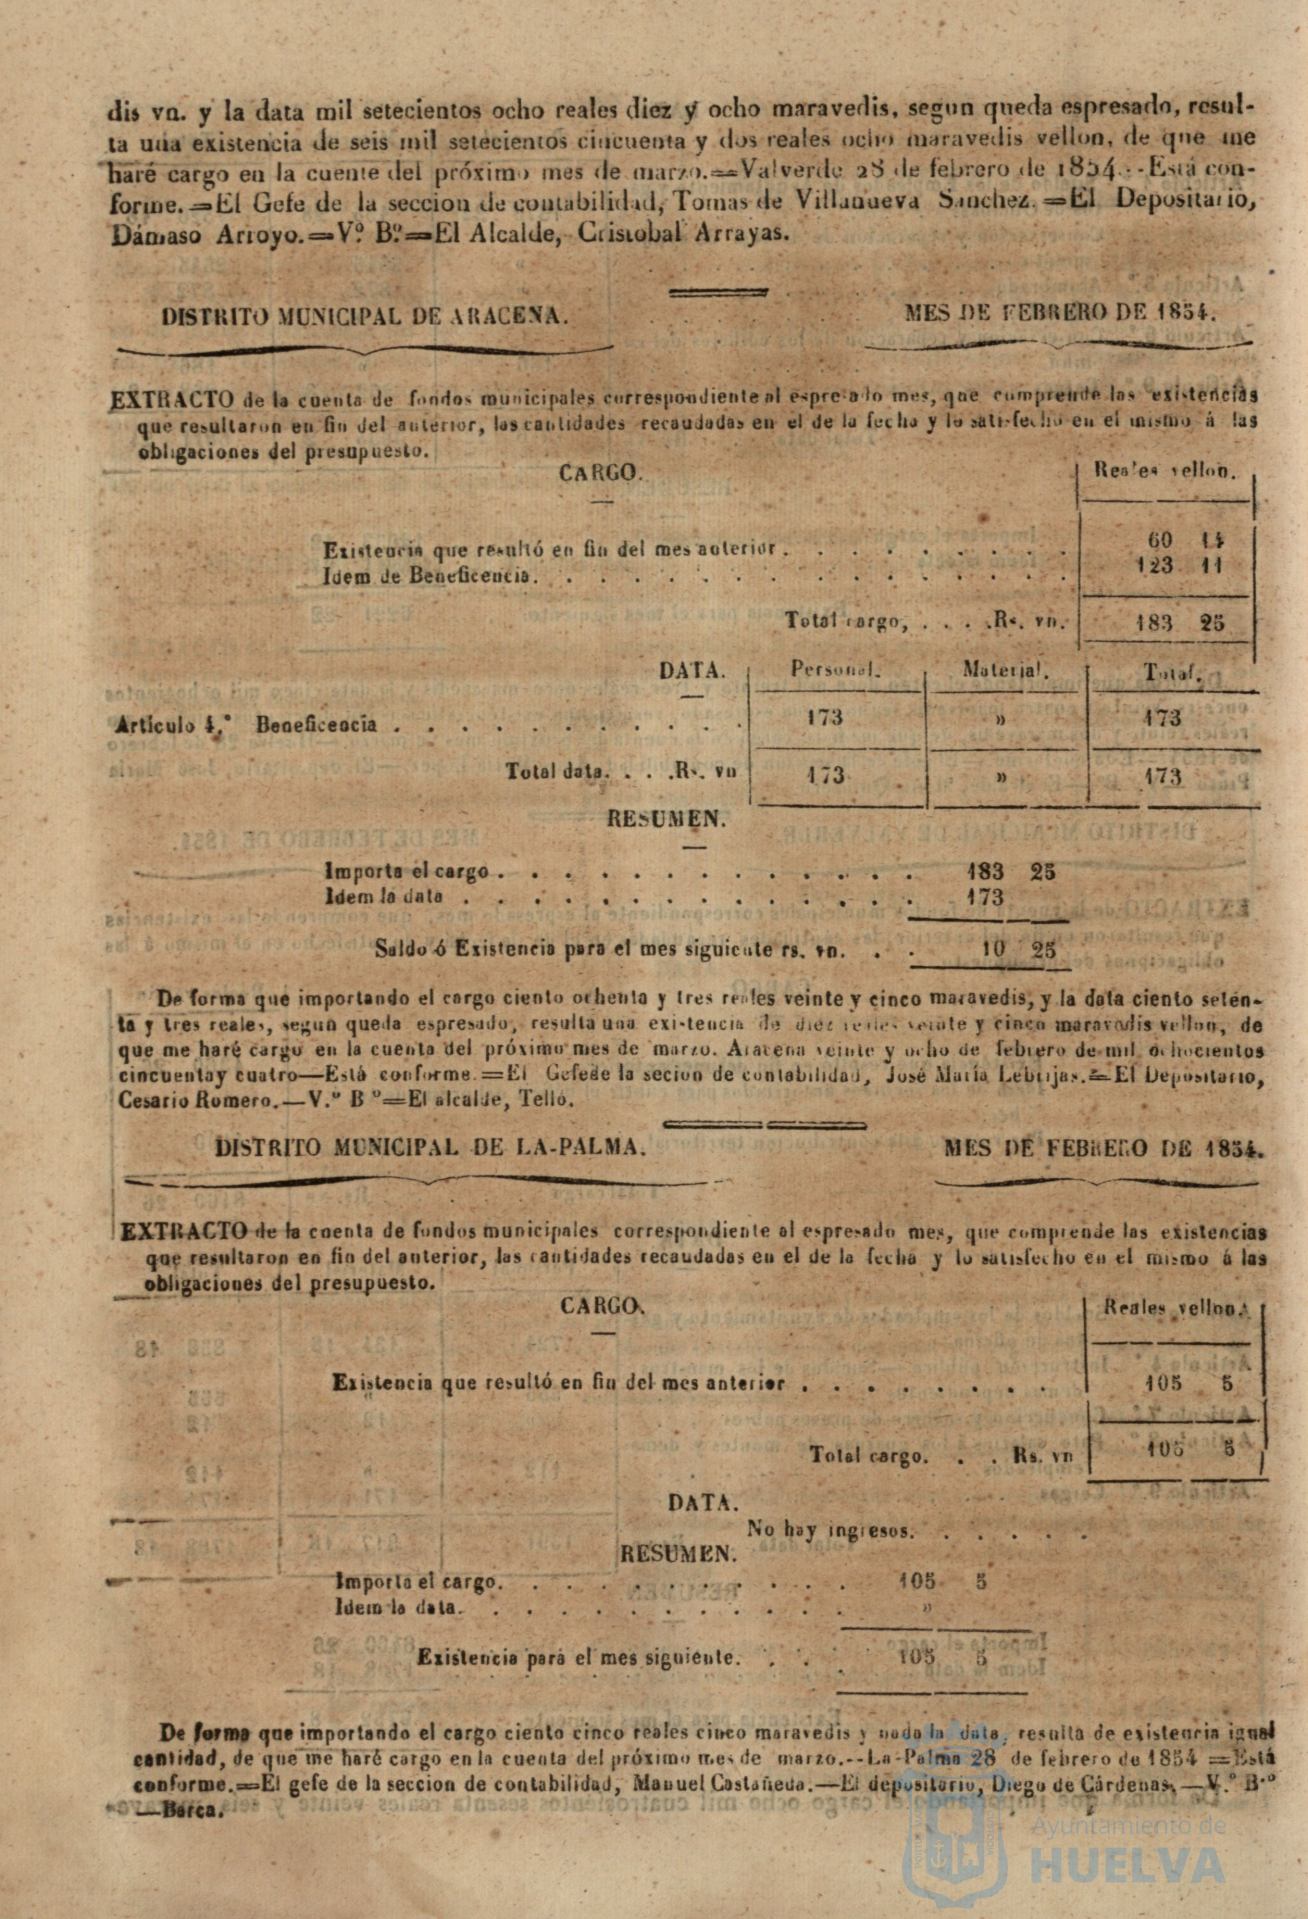 dis vn. y la data mil setecientos ocho reales diez y ocho maravedis, segun queda espresado, resul-
ta una existencia de seis mil setecientos cincuenta y dos reales ocho maravedis vellon, de que me
haré cargo en la cuente del próximo mes de marzo.=Valverde 28 de febrero de 1854.--Está con-
forme.=El Gefe de la seccion de contabilidad, Tomas de Villanueva Sanchez.=El Depositario,
Dámaso Arroyo.=V.º B.º=El Alcalde, Cristobal Arrayas.
DISTRITO MUNICIPAL DE ARACENA. MES DE FEBRERO DE 1854.
EXTRACTO de la cuenta de fondos municipales correspondiente al espresado mes, que comprende las existencias
que resultaron en fin del anterior, las cantidades recaudadas en el de la fecha y lo satisfecho en el mismo á las
obligaciones del presupuesto.
CARGO. Reales vellon.
Existencia que resultó en fin del mes anterior . . . . . . . . . 60 14
Idem de Beneficencia. . . . . . . . . . . . . . . . 123 11
Total cargo, . . . .Rs. vn. 183 25
DATA. Personal. Material. Total.
Artículo 4.º Beneficencia . . . . . . . . . . . 173 » 173
Total data. . . .Rs. vn 173 » 173
RESUMEN.
Importa el cargo . . . . . . . . . . . . . 183 25
Idem la data . . . . . . . . . . . . . . 173
Saldo ó Existencia para el mes siguiente rs. vn. . . 10 25
De forma que importando el cargo ciento ochenta y tres reales veinte y cinco maravedis, y la data ciento seten-
ta y tres reales, segun queda espresado, resulta una existencia de diez reales veinte y cinco maravedis vellon, de
que me haré cargo en la cuenta del próximo mes de marzo. Aracena veinte y ocho de febrero de mil ochocientos
cincuentay cuatro—Está conforme.=El Gefede la secion de contabilidad, José María Lebrijas.=El Depositario,
Cesario Romero.—V.º B º=El alcalde, Tello.
DISTRITO MUNICIPAL DE LA-PALMA. MES DE FEBRERO DE 1854.
EXTRACTO de la cuenta de fondos municipales correspondiente al espresado mes, que comprende las existencias
que resultaron en fin del anterior, las cantidades recaudadas en el de la fecha y lo satisfecho en el mismo á las
obligaciones del presupuesto.
CARGO. Reales vellon.
Existencia que resultó en fin del mes anterior . . . . . . . . 105 5
Total cargo. . . Rs. vn 105 5
DATA.
No hay ingresos. . . . . .
RESUMEN.
Importa el cargo. . . . . . . . . . . 105 5
Idem la data. . . . . . . . . . . . »
Existencia para el mes siguiente. . . . 105 5
De forma que importando el cargo ciento cinco reales cinco maravedis y nada la data, resulta de existencia igual
cantidad, de que me haré cargo en la cuenta del próximo mes de marzo.--La-Palma 28 de febrero de 1854 =Está
conforme.=El gefe de la seccion de contabilidad, Manuel Castañeda.—El depositario, Diego de Cárdenas.—V.º B.º
—Barca.
Ayuntamiento de
HUELVA